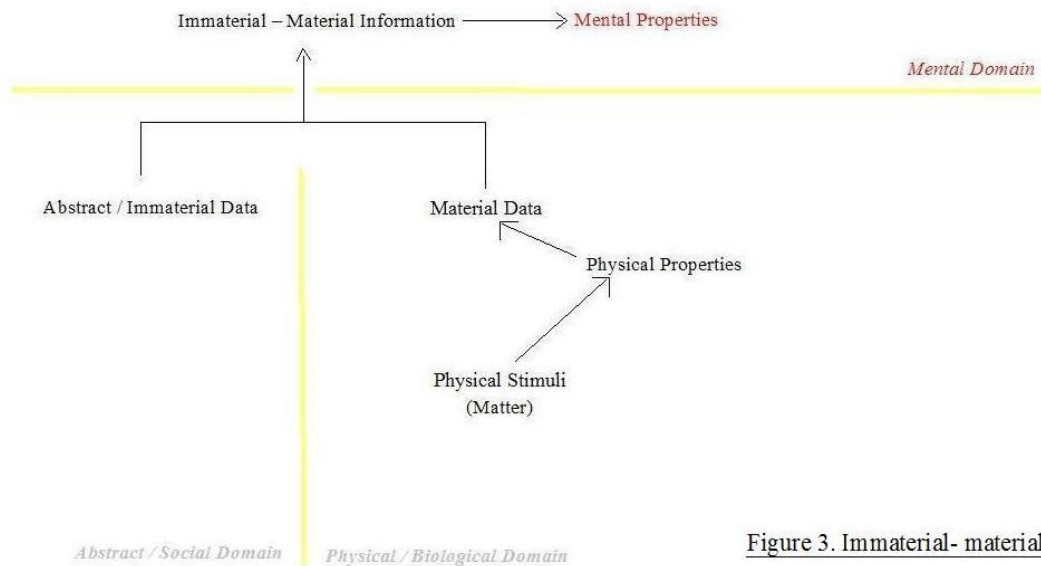 Immaterial – Material Information
Mental Properties
Mental Domain
Abstract / Immaterial Data
Material Data
Physical Properties
Physical Stimuli
(Matter)
Abstract / Social Domain
Physical / Biological Domain
Figure 3. Immaterial- material